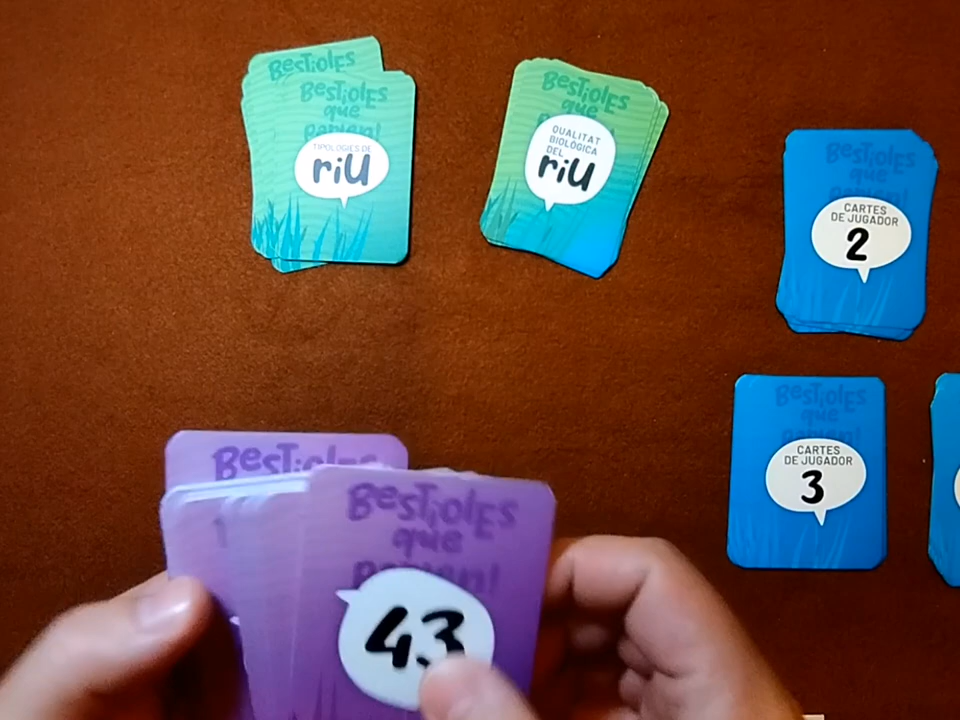 BESTiOLES
BESTiOLES
que
parlen!
TIPOLOGIES DE
riU
BESTiOLES
que
QUALITAT
BIOLÒGICA
DEL
riU
BESTiOLES
que
CARTES
DE JUGADOR
2
BESTiOLES
que
CARTES
DE JUGADOR
3
BESTiOLES
que
parlen!
43